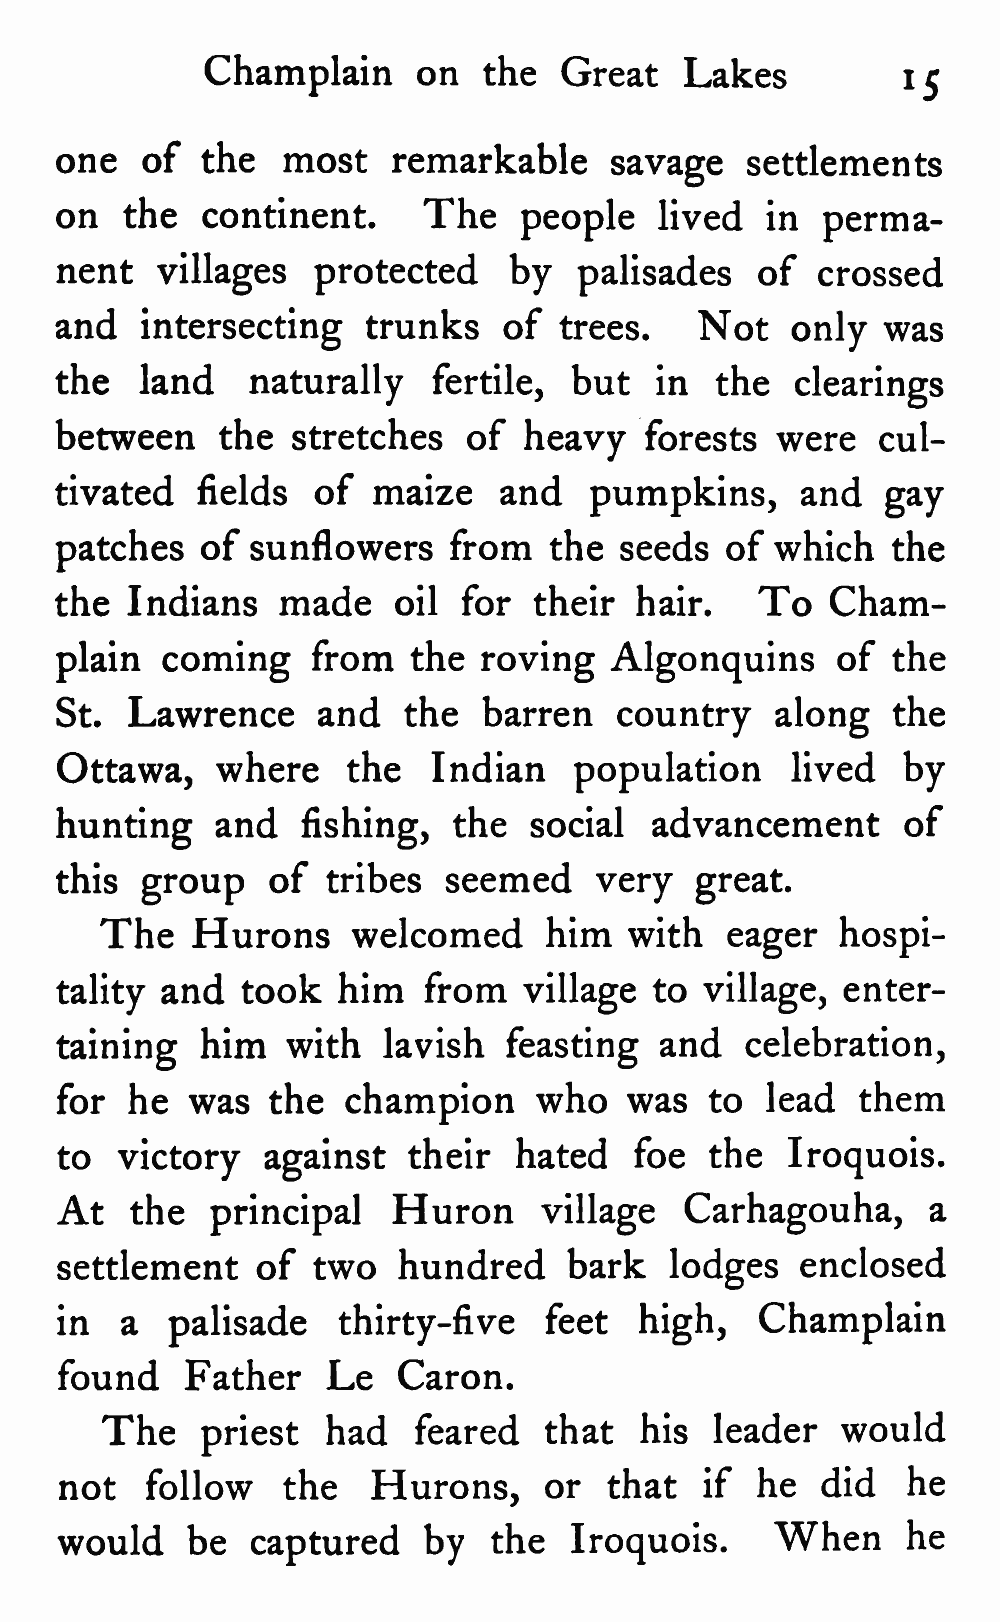 Champlain on the Great Lakes 15
one of the most remarkable savage settlements
on the continent. The people lived in perma-
nent villages protected by palisades of crossed
and intersecting trunks of trees. Not only was
the land naturally fertile, but in the clearings
between the stretches of heavy forests were cul-
tivated fields of maize and pumpkins, and gay
patches of sunflowers from the seeds of which the
the Indians made oil for their hair. To Cham-
plain coming from the roving Algonquins of the
St. Lawrence and the barren country along the
Ottawa, where the Indian population lived by
hunting and fishing, the social advancement of
this group of tribes seemed very great.
The Hurons welcomed him with eager hospi-
tality and took him from village to village, enter-
taining him with lavish feasting and celebration,
for he was the champion who was to lead them
to victory against their hated foe the Iroquois.
At the principal Huron village Carhagouha, a
settlement of two hundred bark lodges enclosed
in a palisade thirty-five feet high, Champlain
found Father Le Caron.
The priest had feared that his leader would
not follow the Hurons, or that if he did he
would be captured by the Iroquois. When he